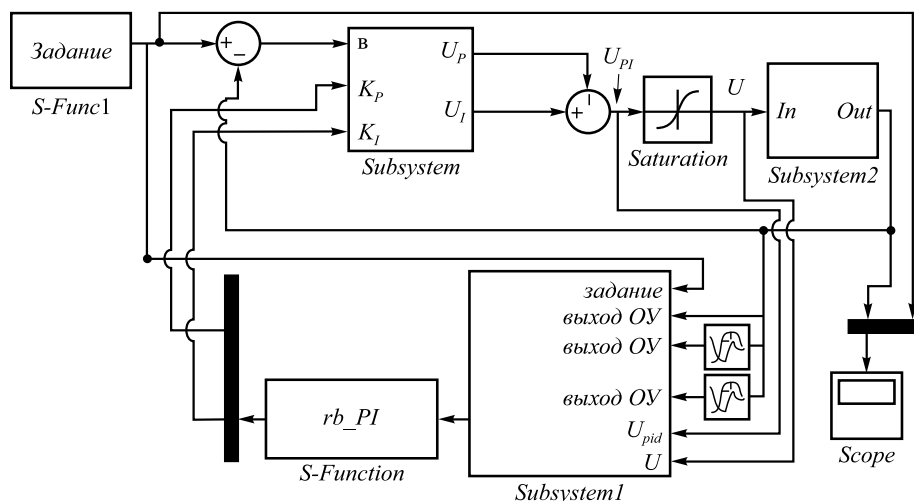 Задание
S-Func1
+
−
в
K_P
K_I
U_P
U_I
Subsystem
+
+
U_PI
Saturation
U
In
Out
Subsystem2
задание
выход ОУ
выход ОУ
выход ОУ
U_pid
U
Subsystem1
rb_PI
S-Function
Scope